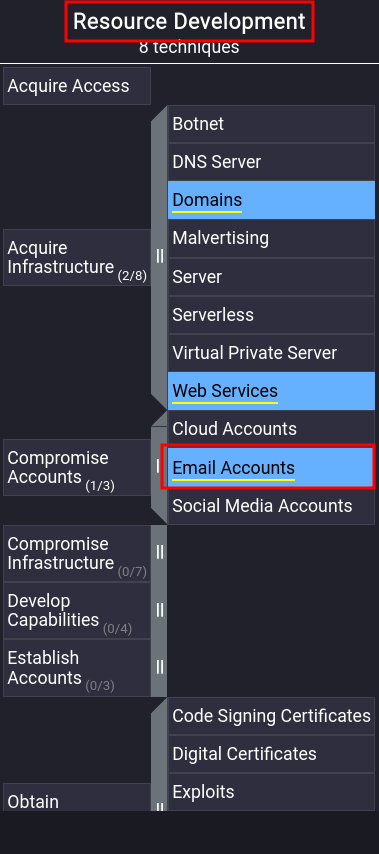 Resource Development
8 techniques
Acquire Access
Acquire
Infrastructure (2/8)
Botnet
DNS Server
Domains
Malvertising
Server
Serverless
Virtual Private Server
Web Services
Compromise
Accounts (1/3)
Cloud Accounts
Email Accounts
Social Media Accounts
Compromise
Infrastructure (0/7)
Develop
Capabilities (0/4)
Establish
Accounts (0/3)
Obtain
Code Signing Certificates
Digital Certificates
Exploits